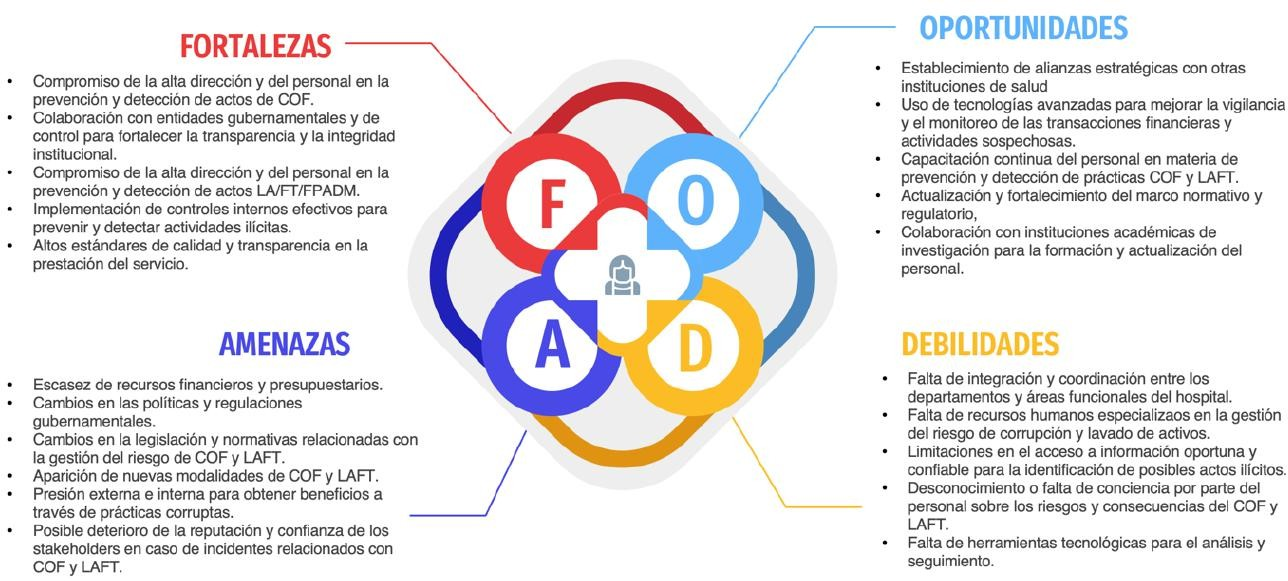 FORTALEZAS
• Compromiso de la alta dirección y del personal en la
prevención y detección de actos de COF.
• Colaboración con entidades gubernamentales y de
control para fortalecer la transparencia y la integridad
institucional.
• Compromiso de la alta dirección y del personal en la
prevención y detección de actos LA/FT/FPADM.
• Implementación de controles internos efectivos para
prevenir y detectar actividades ilícitas.
• Altos estándares de calidad y transparencia en la
prestación del servicio.
OPORTUNIDADES
• Establecimiento de alianzas estratégicas con otras
instituciones de salud
• Uso de tecnologías avanzadas para mejorar la vigilancia
y el monitoreo de las transacciones financieras y
actividades sospechosas.
• Capacitación continua del personal en materia de
prevención y detección de prácticas COF y LAFT.
• Actualización y fortalecimiento del marco normativo y
regulatorio,
• Colaboración con instituciones académicas de
investigación para la formación y actualización del
personal.
F
O
A
D
AMENAZAS
• Escasez de recursos financieros y presupuestarios.
• Cambios en las políticas y regulaciones
gubernamentales.
• Cambios en la legislación y normativas relacionadas con
la gestión del riesgo de COF y LAFT.
• Aparición de nuevas modalidades de COF y LAFT.
• Presión externa e interna para obtener beneficios a
través de prácticas corruptas.
• Posible deterioro de la reputación y confianza de los
stakeholders en caso de incidentes relacionados con
COF y LAFT.
DEBILIDADES
• Falta de integración y coordinación entre los
departamentos y áreas funcionales del hospital.
• Falta de recursos humanos especializaos en la gestión
del riesgo de corrupción y lavado de activos.
• Limitaciones en el acceso a información oportuna y
confiable para la identificación de posibles actos ilícitos.
• Desconocimiento o falta de conciencia por parte del
personal sobre los riesgos y consecuencias del COF y
LAFT.
• Falta de herramientas tecnológicas para el análisis y
seguimiento.